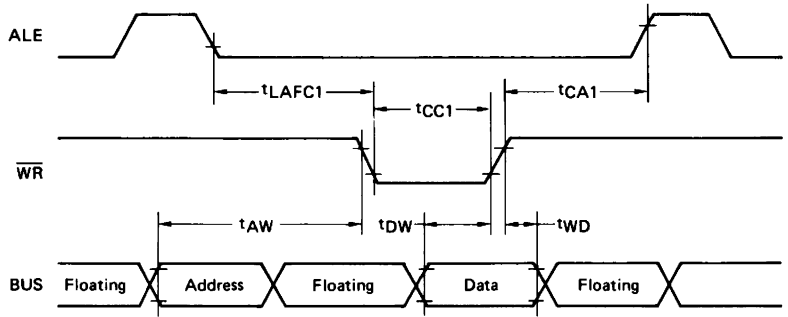 ALE
tLAFC1
tCC1
tCA1
WR
tAW
tDW
tWD
BUS
Floating
Address
Floating
Data
Floating